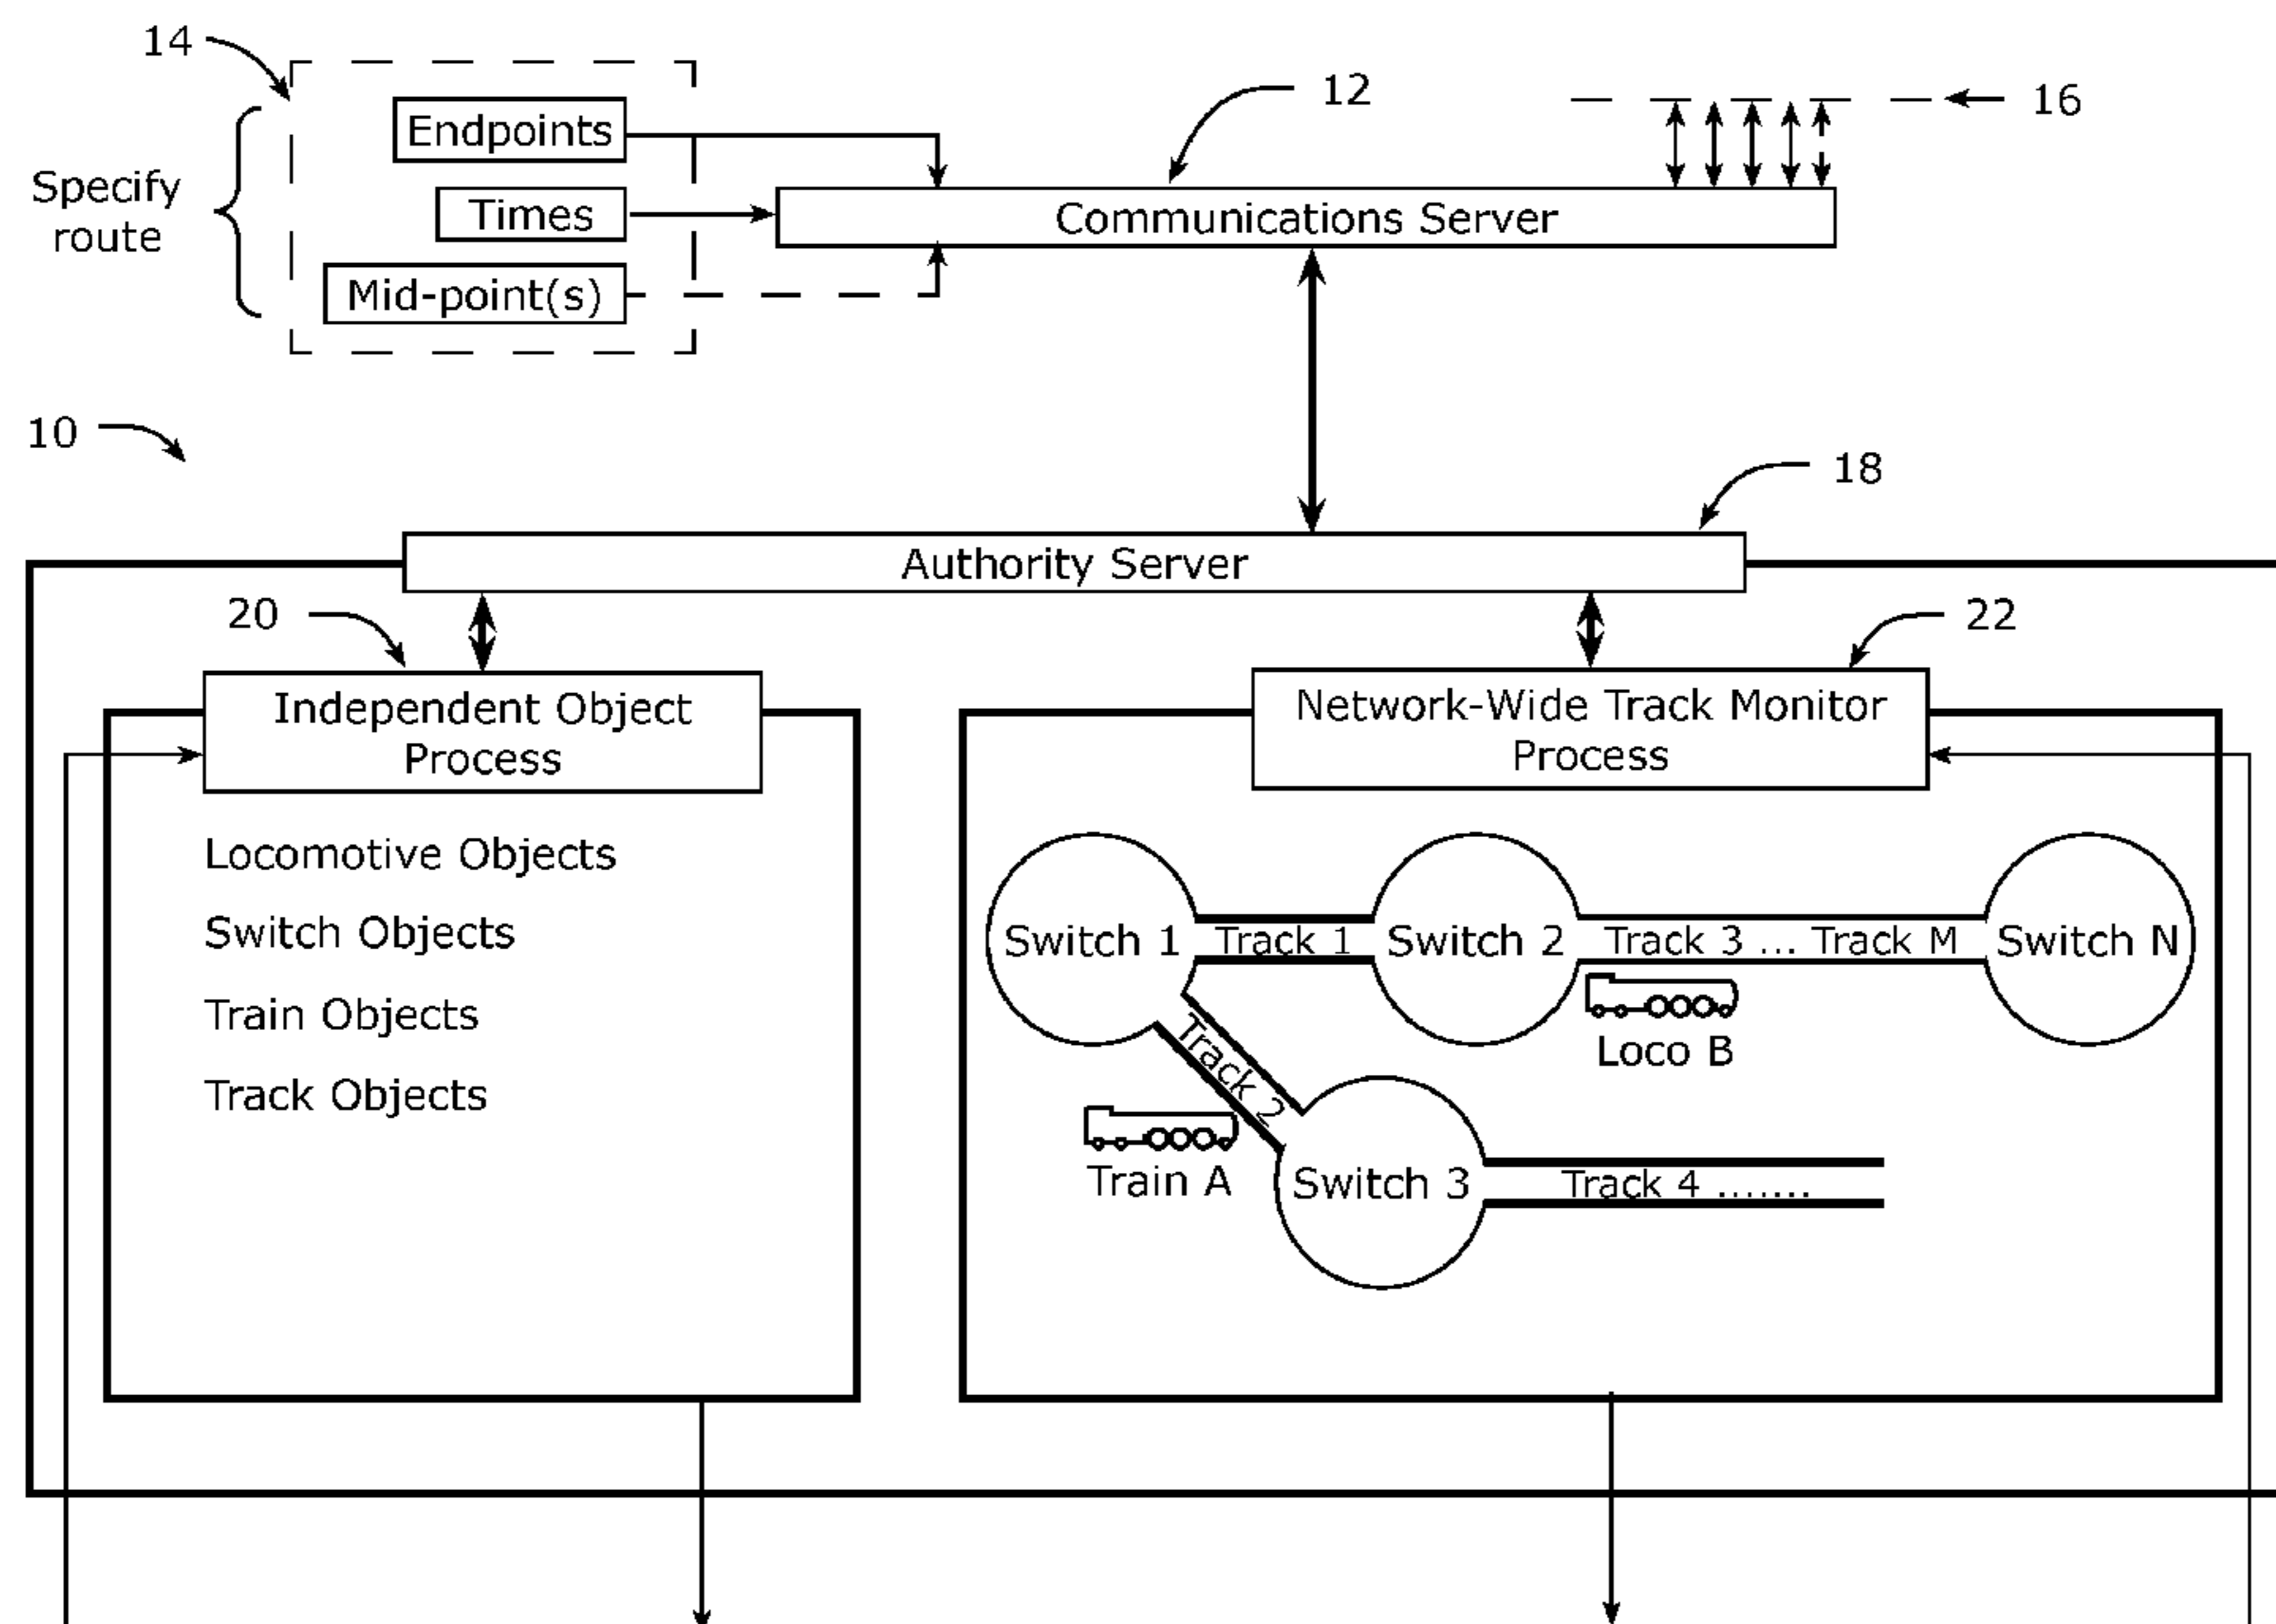 14
12
16
Endpoints
Specify
route
Times
Communications Server
Mid-point(s)
10
18
Authority Server
20
22
Independent Object
Process
Network-Wide Track Monitor
Process
Locomotive Objects
Switch Objects
Train Objects
Track Objects
Switch 1
Track 1
Switch 2
Track 3 ... Track M
Switch N
Loco B
Track 2
Train A
Switch 3
Track 4 .......